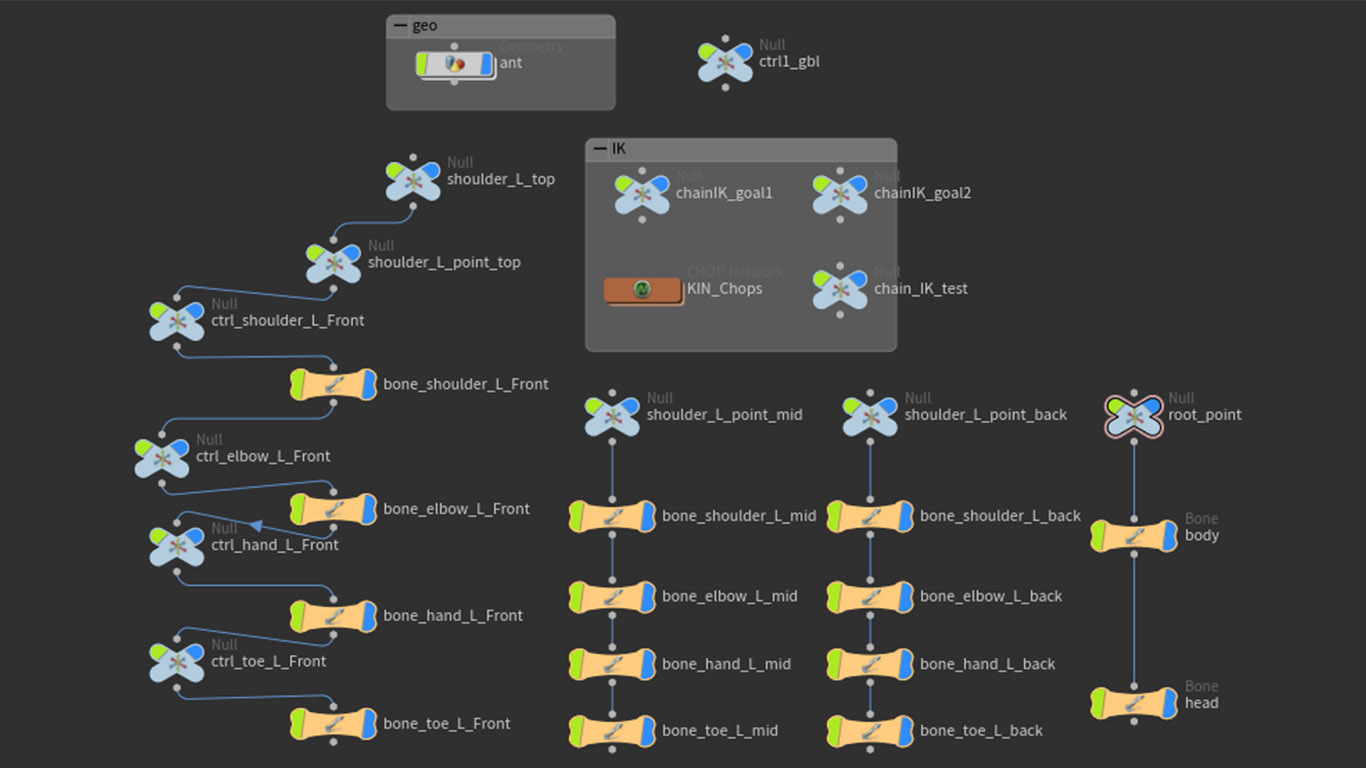 geo
Geometry
ant
Null
ctrl1_gbl
Null
shoulder_L_top
Null
shoulder_L_point_top
Null
ctrl_shoulder_L_Front
bone_shoulder_L_Front
Null
ctrl_elbow_L_Front
bone_elbow_L_Front
Null
ctrl_hand_L_Front
bone_hand_L_Front
Null
ctrl_toe_L_Front
bone_toe_L_Front
IK
Null
chainIK_goal1
Null
chainIK_goal2
CHOP Network
KIN_Chops
Null
chain_IK_test
Null
shoulder_L_point_mid
bone_shoulder_L_mid
bone_elbow_L_mid
bone_hand_L_mid
bone_toe_L_mid
Null
shoulder_L_point_back
bone_shoulder_L_back
bone_elbow_L_back
bone_hand_L_back
bone_toe_L_back
Null
root_point
Bone
body
Bone
head